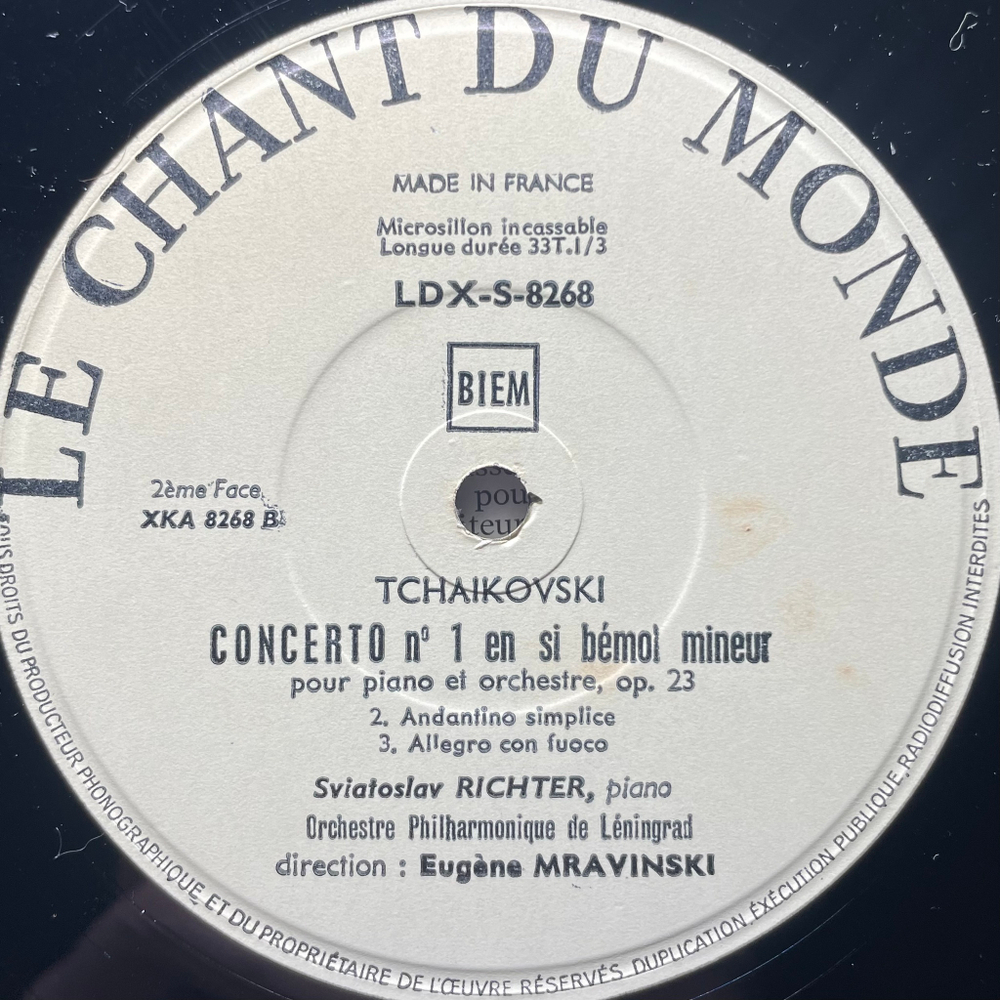 LE CHANT DU MONDE
MADE IN FRANCE
Microsillon incassable
Longue durée 33T.1/3
LDX-S-8268
BIEM
pou
2ème Face
XKA 8268 B
TCHAIKOVSKI
CONCERTO nº 1 en si bémol mineur
pour piano et orchestre, op. 23
2. Andantino simplice
3. Allegro con fuoco
Sviatoslav RICHTER, piano
Orchestre Philharmonique de Léningrad
direction : Eugène MRAVINSKI
DROITS DU PRODUCTEUR PHONOGRAPHIQUE ET DU PROPRIÉTAIRE DE L'ŒUVRE RÉSERVÉS. DUPLICATION, EXÉCUTION PUBLIQUE, RADIODIFFUSION INTERDITES